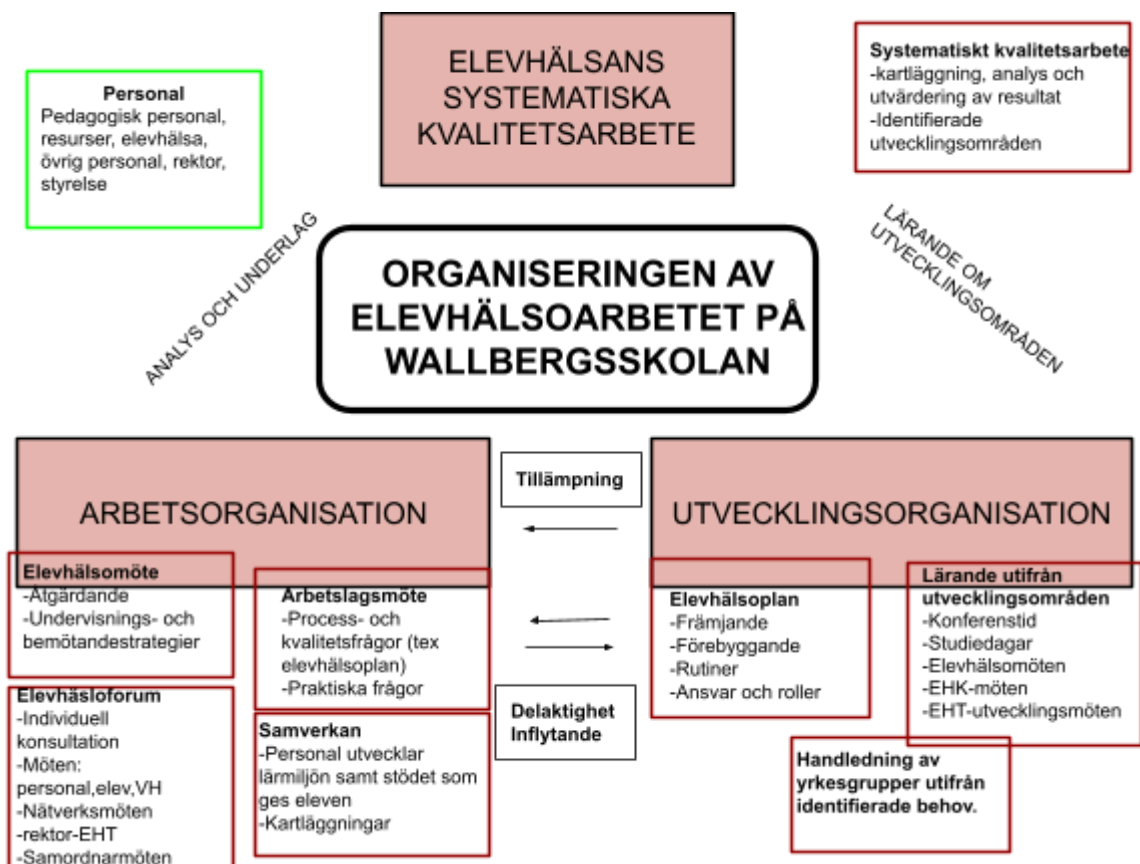 Personal
Pedagogisk personal,
resurser, elevhälsa,
övrig personal, rektor,
styrelse
ELEVHÄLSANS
SYSTEMATISKA
KVALITETSARBETE
Systematiskt kvalitetsarbete
-kartläggning, analys och
utvärdering av resultat
-Identifierade
utvecklingsområden
ANALYS OCH UNDERLAG
ORGANISERINGEN AV
ELEVHÄLSOARBETET PÅ
WALLBERGSSKOLAN
LÄRANDE OM
UTVECKLINGSOMRÅDEN
ARBETSORGANISATION
Elevhälsomöte
-Åtgärdande
-Undervisnings- och
bemötandestrategier
Arbetslagsmöte
-Process- och
kvalitetsfrågor (tex
elevhälsoplan)
-Praktiska frågor
Elevhäsloforum
-Individuell
konsultation
-Möten:
personal,elev,VH
-Nätverksmöten
-rektor-EHT
-Samordnarmöten
Samverkan
-Personal utvecklar
lärmiljön samt stödet som
ges eleven
-Kartläggningar
Tillämpning
Delaktighet
Inflytande
UTVECKLINGSORGANISATION
Elevhälsoplan
-Främjande
-Förebyggande
-Rutiner
-Ansvar och roller
Lärande utifrån
utvecklingsområden
-Konferenstid
-Studiedagar
-Elevhälsomöten
-EHK-möten
-EHT-utvecklingsmöten
Handledning av
yrkesgrupper utifrån
identifierade behov.